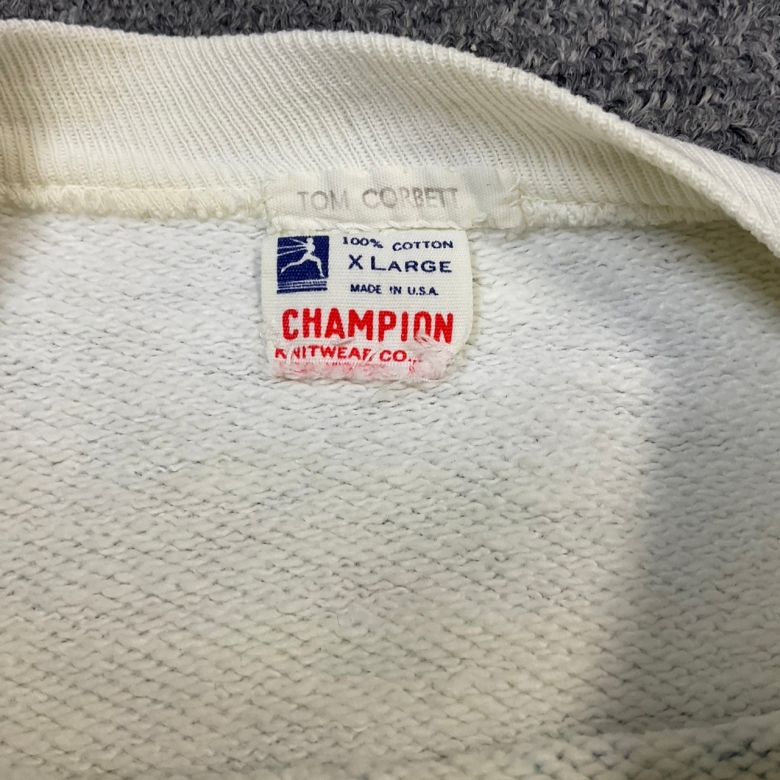 TOM CORBETT
100% COTTON
X LARGE
MADE IN U.S.A.
CHAMPION
KNITWEAR CO.,